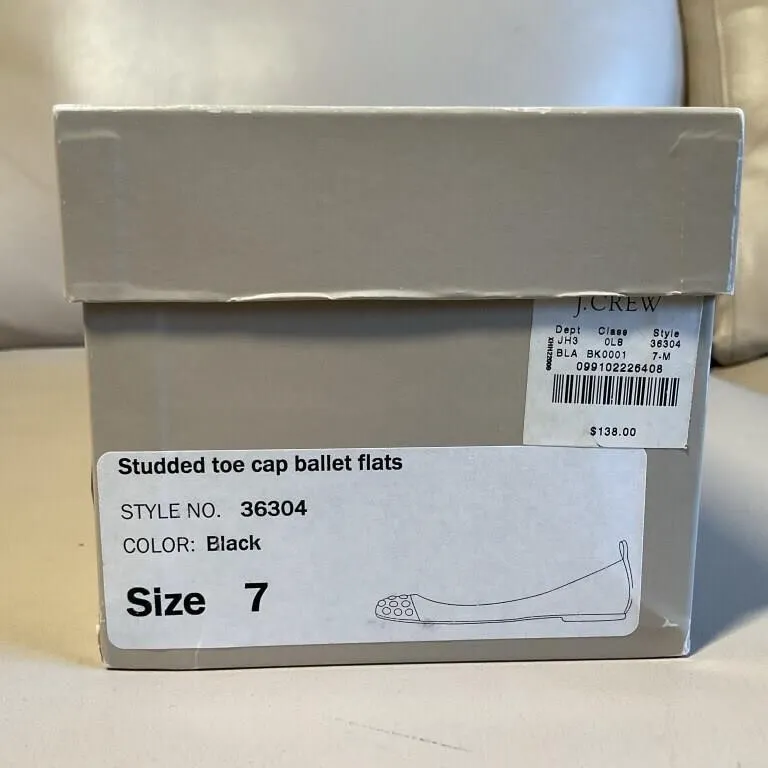 J.CREW
Dept Class Style
JH3 0LB 36304
BLA BK0001 7-M
099102226408
$138.00
Studded toe cap ballet flats
STYLE NO. 36304
COLOR: Black
Size 7